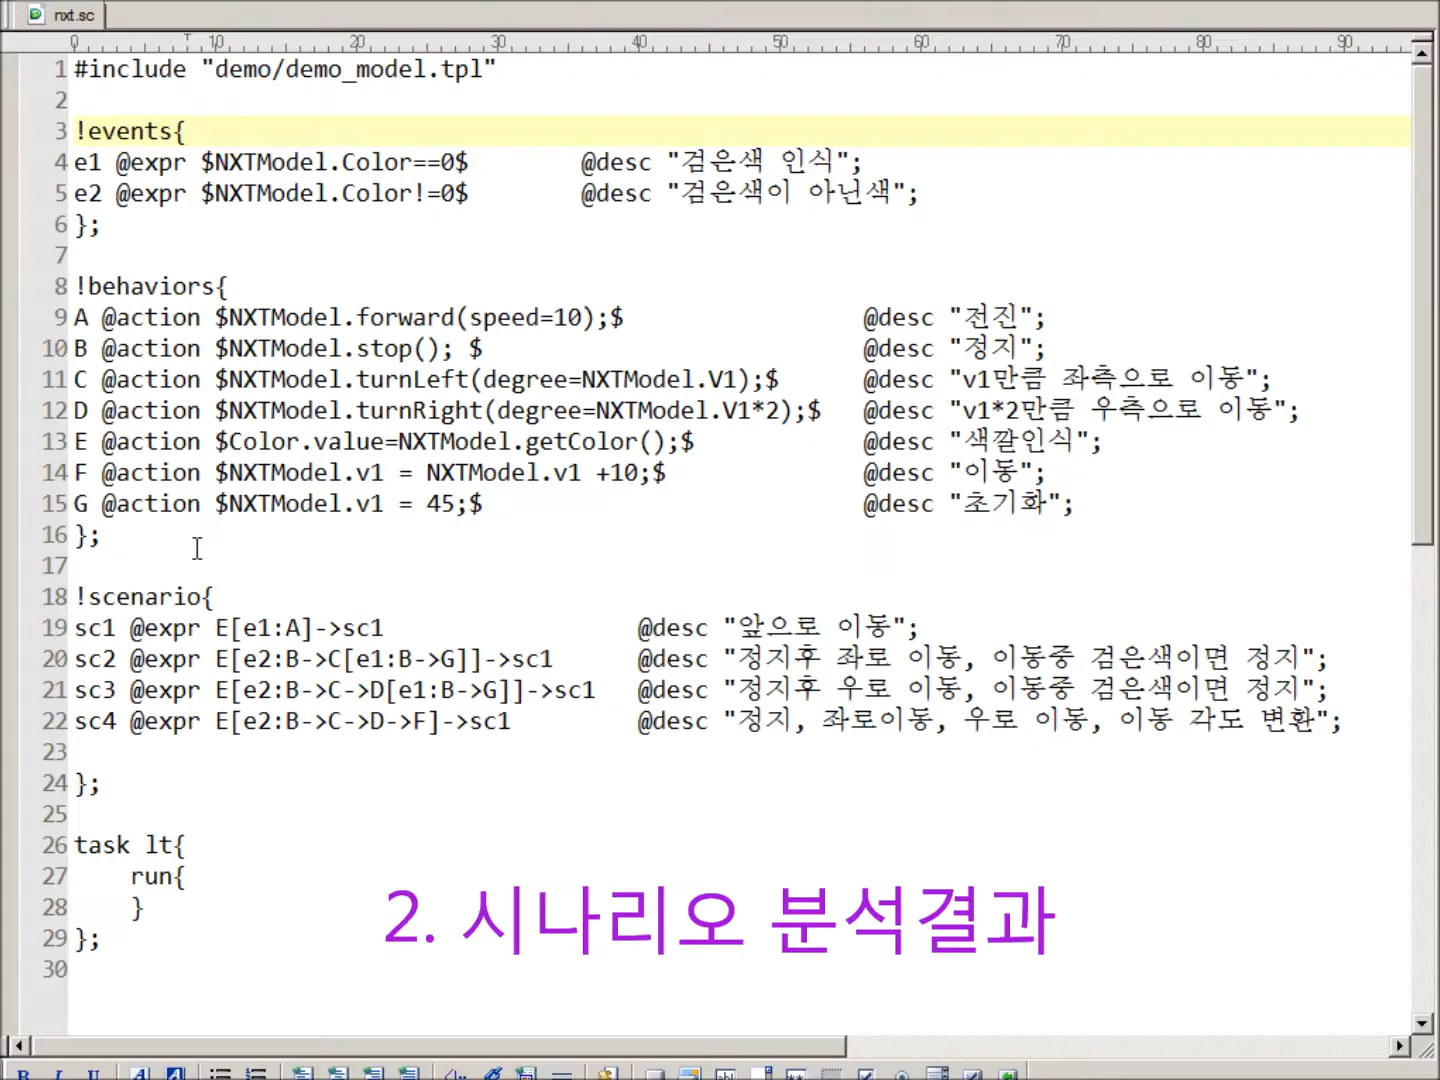 nxt.sc
0 10 20 30 40 50 60 70 80 90
1 #include "demo/demo_model.tpl"
2
3 !events{
4 e1 @expr $NXTModel.Color==0$ @desc "검은색 인식";
5 e2 @expr $NXTModel.Color!=0$ @desc "검은색이 아닌색";
6 };
7
8 !behaviors{
9 A @action $NXTModel.forward(speed=10);$ @desc "전진";
10 B @action $NXTModel.stop(); $ @desc "정지";
11 C @action $NXTModel.turnLeft(degree=NXTModel.V1);$ @desc "v1만큼 좌측으로 이동";
12 D @action $NXTModel.turnRight(degree=NXTModel.V1*2);$ @desc "v1*2만큼 우측으로 이동";
13 E @action $Color.value=NXTModel.getColor();$ @desc "색깔인식";
14 F @action $NXTModel.v1 = NXTModel.v1 +10;$ @desc "이동";
15 G @action $NXTModel.v1 = 45;$ @desc "초기화";
16 };
17
18 !scenario{
19 sc1 @expr E[e1:A]->sc1 @desc "앞으로 이동";
20 sc2 @expr E[e2:B->C[e1:B->G]]->sc1 @desc "정지후 좌로 이동, 이동중 검은색이면 정지";
21 sc3 @expr E[e2:B->C->D[e1:B->G]]->sc1 @desc "정지후 우로 이동, 이동중 검은색이면 정지";
22 sc4 @expr E[e2:B->C->D->F]->sc1 @desc "정지, 좌로이동, 우로 이동, 이동 각도 변환";
23
24 };
25
26 task lt{
27 run{
28 }
29 };
30
2. 시나리오 분석결과